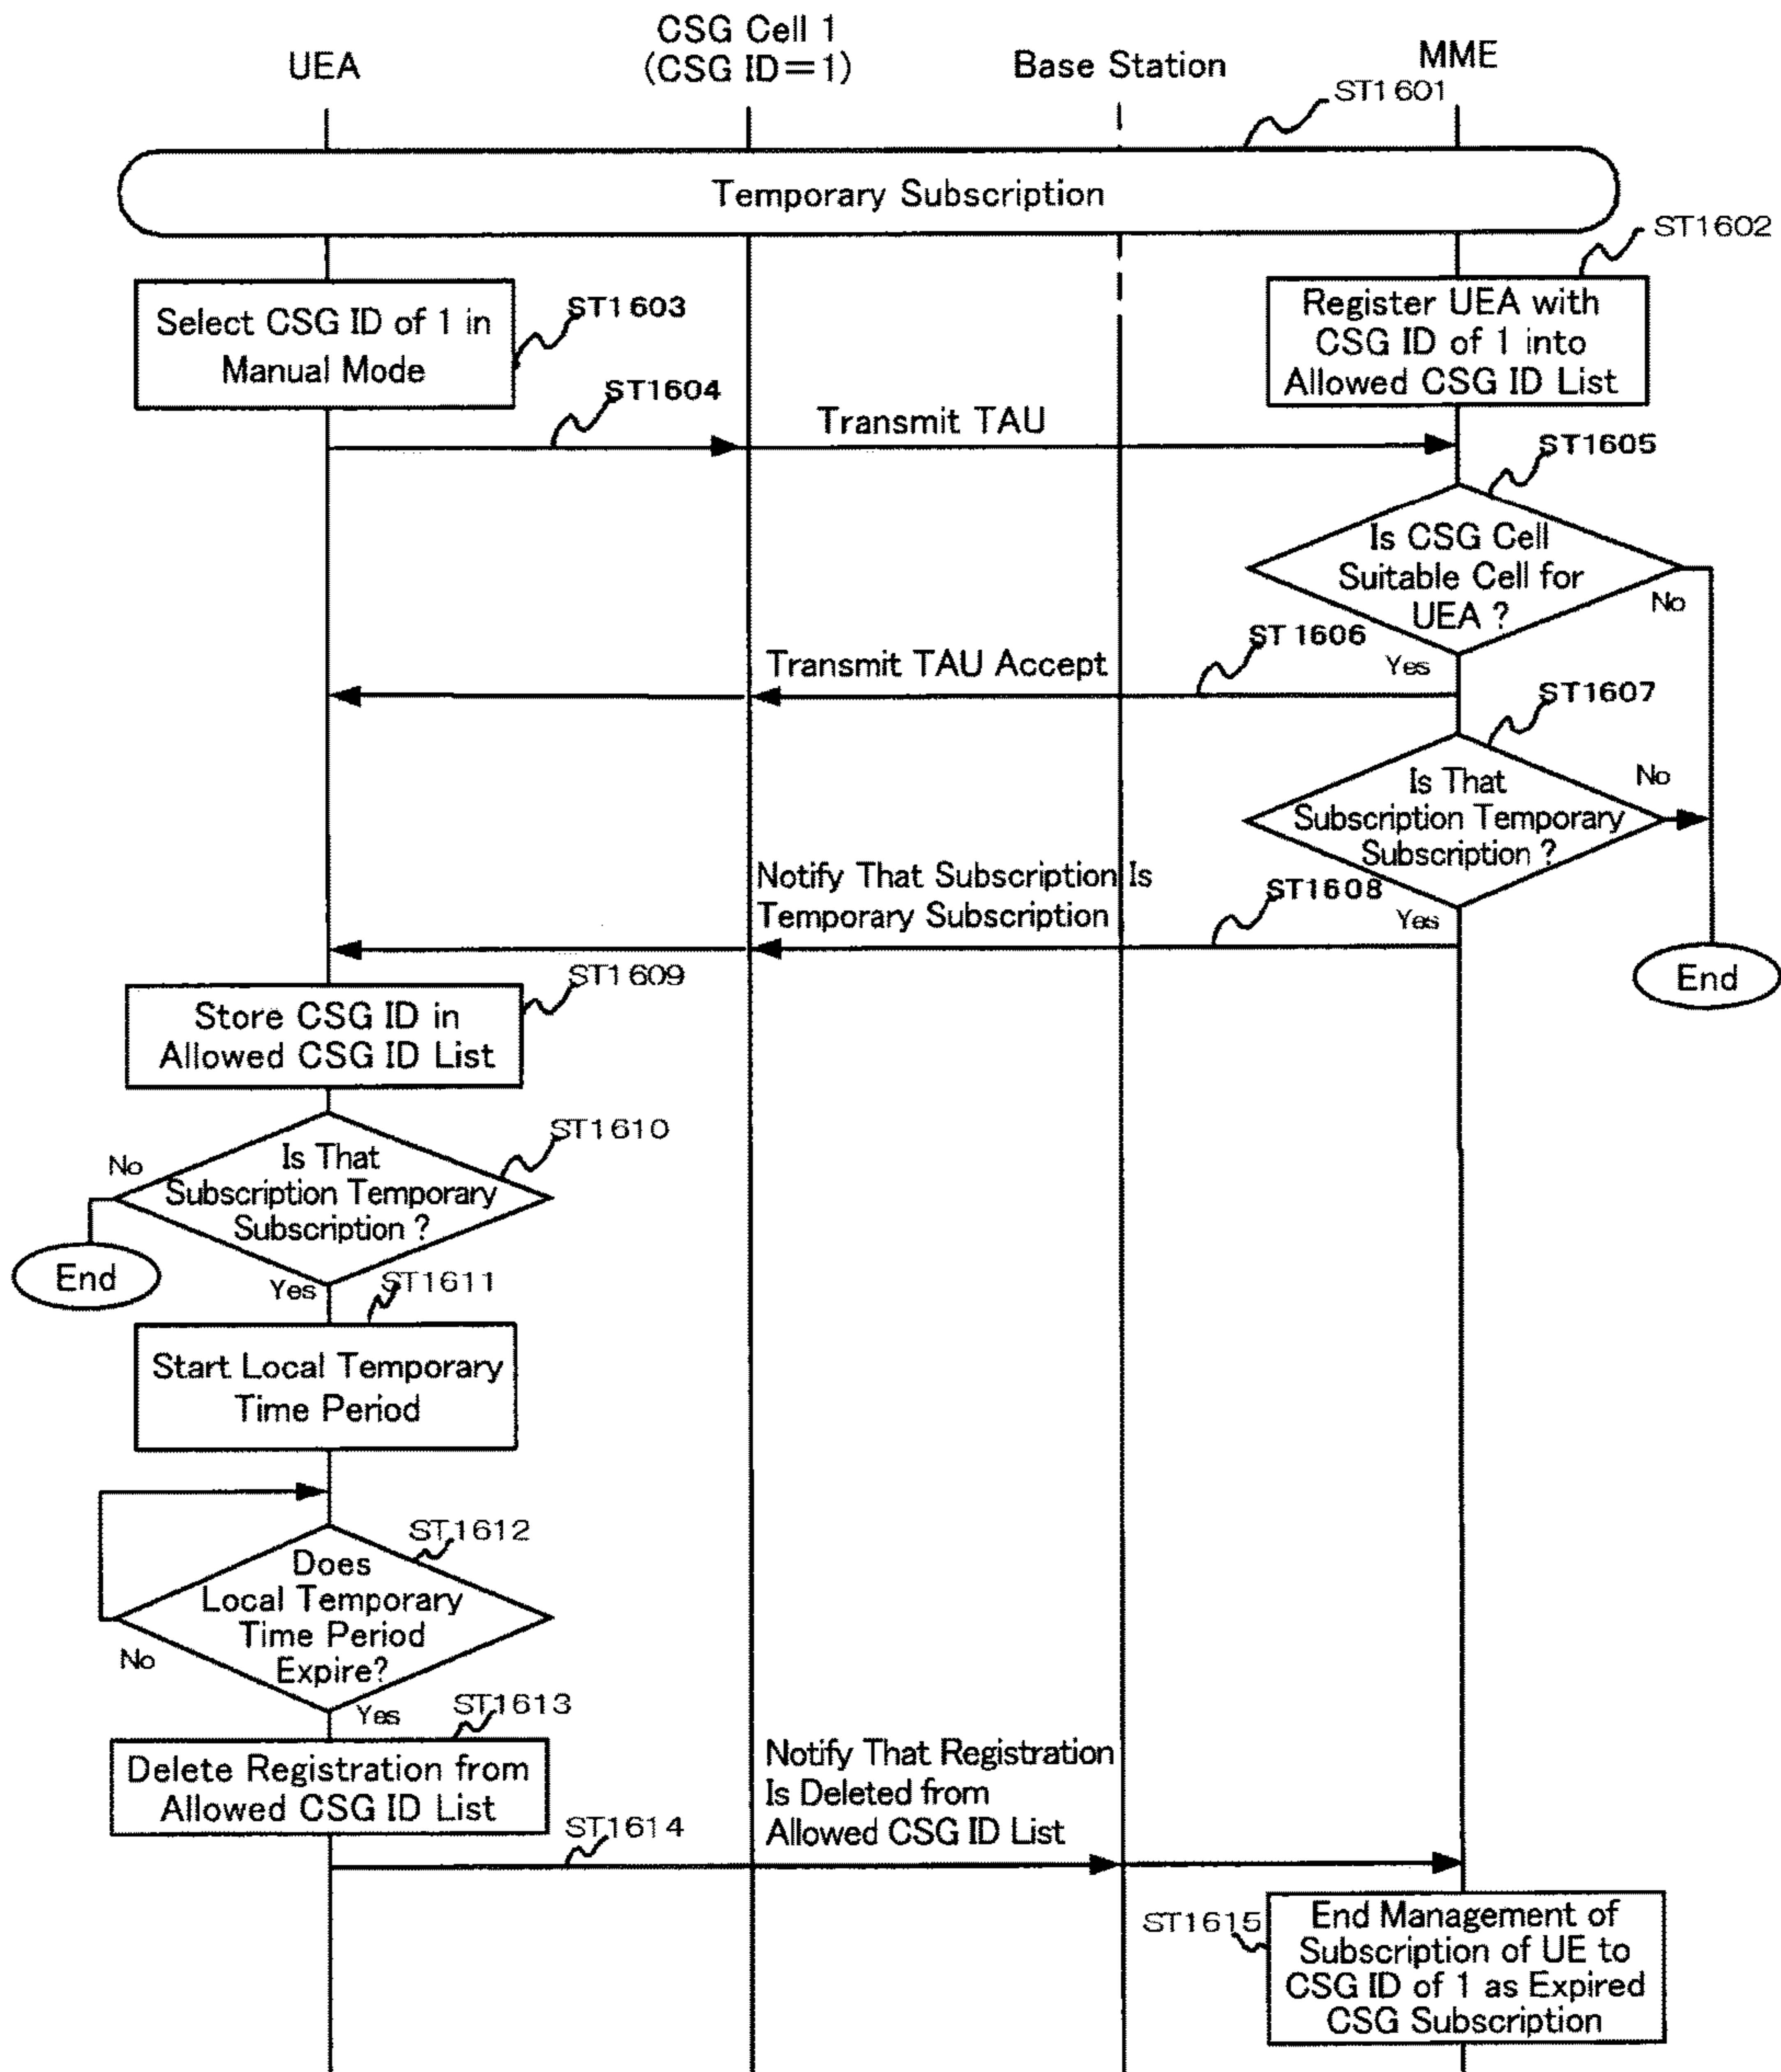 UEA
CSG Cell 1
(CSG ID=1)
Base Station
MME
ST1601
Temporary Subscription
ST1602
Select CSG ID of 1 in
Manual Mode
ST1603
Register UEA with
CSG ID of 1 into
Allowed CSG ID List
ST1604
Transmit TAU
ST1605
Is CSG Cell
Suitable Cell for
UEA ?
No
Yes
ST1606
Transmit TAU Accept
ST1607
Is That
Subscription Temporary
Subscription ?
No
Yes
Notify That Subscription Is
Temporary Subscription
ST1608
End
ST1609
Store CSG ID in
Allowed CSG ID List
ST1610
Is That
Subscription Temporary
Subscription ?
No
End
Yes
ST1611
Start Local Temporary
Time Period
ST1612
Does
Local Temporary
Time Period
Expire?
No
Yes
ST1613
Delete Registration from
Allowed CSG ID List
Notify That Registration
Is Deleted from
Allowed CSG ID List
ST1614
ST1615
End Management of
Subscription of UE to
CSG ID of 1 as Expired
CSG Subscription